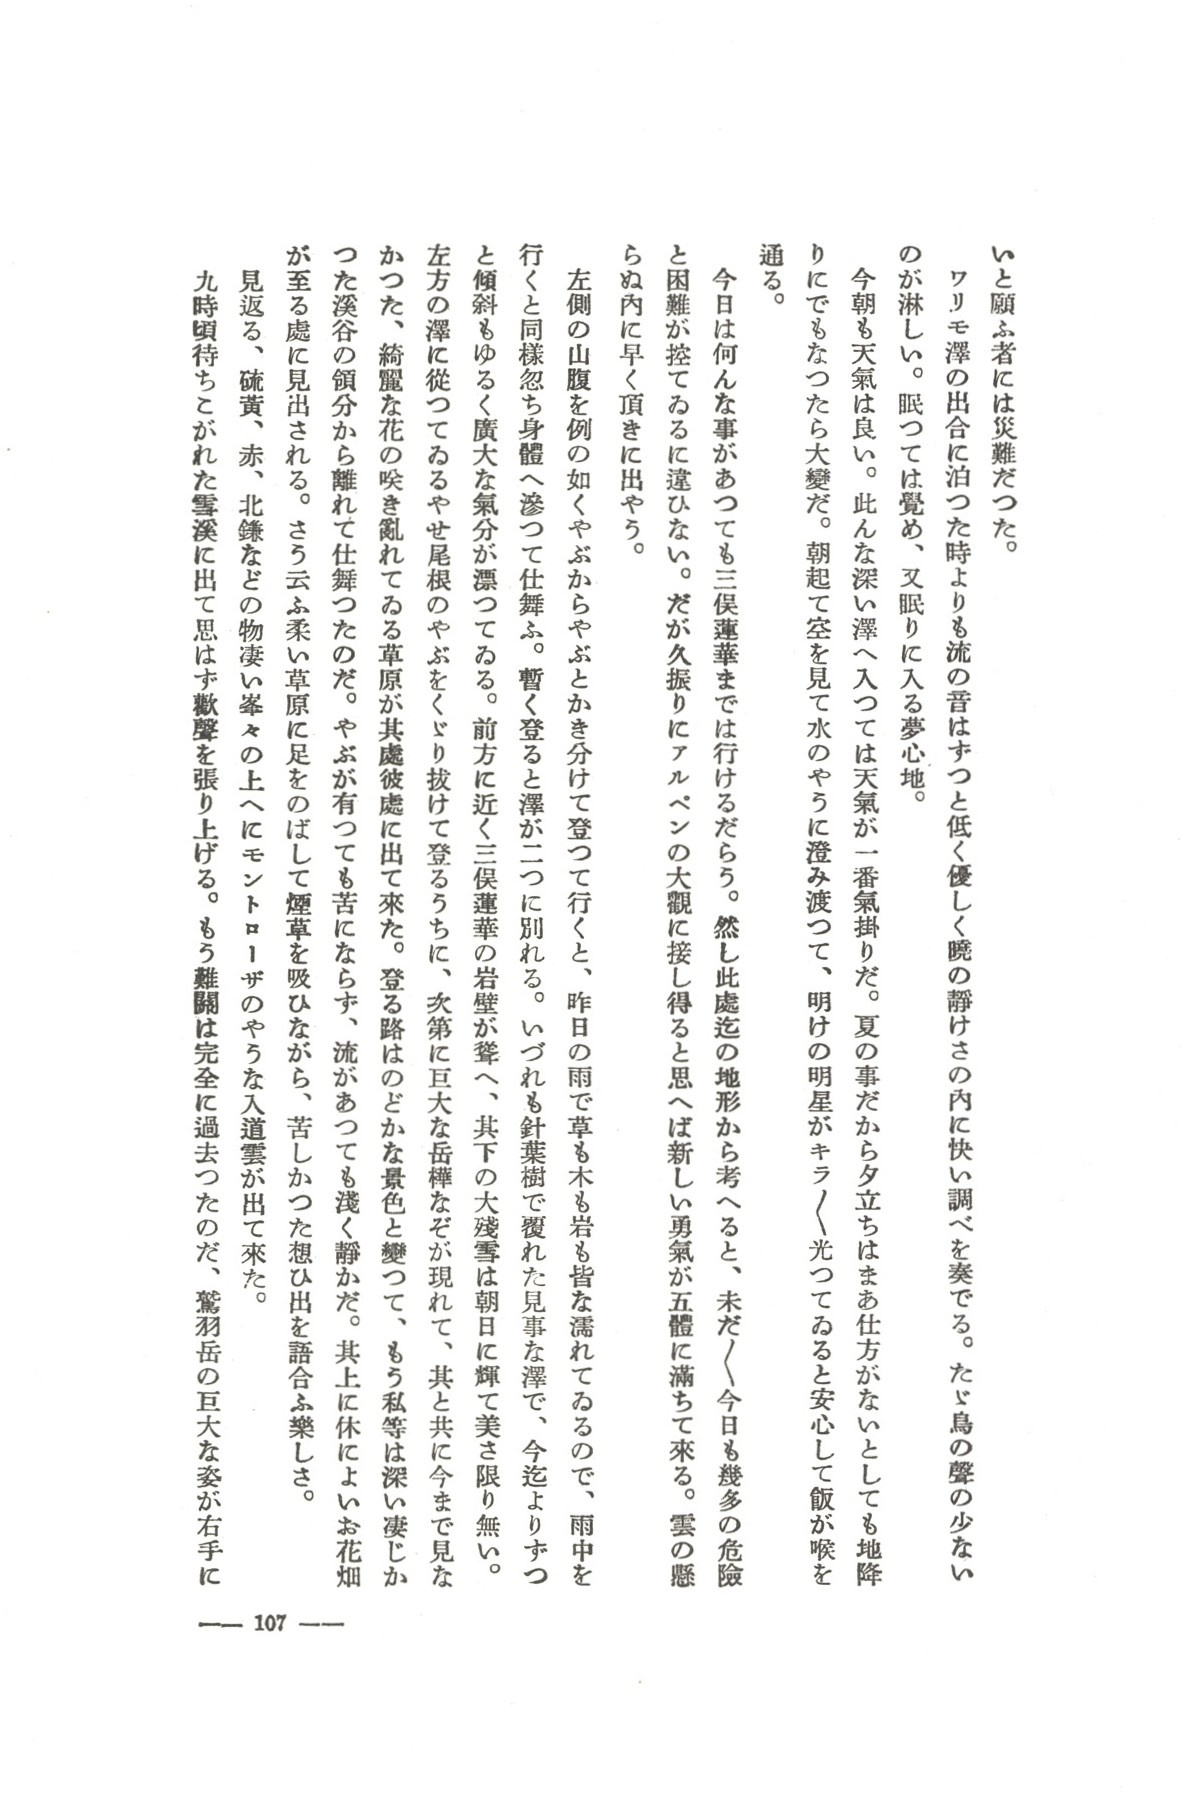 いと願ふ者には災難だつた。
ワリモ澤の出合に泊つた時よりも流の音はずつと低く優しく曉の靜けさの內に快い調べを奏でる。たゞ鳥の聲の少ない
のが淋しい。眠つては覺め、又眠りに入る夢心地。
今朝も天氣は良い。此んな深い澤へ入つては天氣が一番氣掛りだ。夏の事だから夕立ちはまあ仕方がないとしても地降
りにでもなつたら大變だ。朝起て空を見て水のやうに澄み渡つて、明けの明星がキラ〱光つてゐると安心して飯が喉を
通る。
今日は何んな事があつても三俣蓮華までは行けるだらう。然し此處迄の地形から考へると、未だ〱今日も幾多の危險
と困難が控てゐるに違ひない。だが久振りにアルペンの大觀に接し得ると思へば新しい勇氣が五體に滿ちて來る。雲の懸
らぬ內に早く頂きに出やう。
左側の山腹を例の如くやぶからやぶとかき分けて登つて行くと、昨日の雨で草も木も岩も皆な濡れてゐるので、雨中を
行くと同樣忽ち身體へ滲つて仕舞ふ。暫く登ると澤が二つに別れる。いづれも針葉樹で覆れた見事な澤で、今迄よりずつ
と傾斜もゆるく廣大な氣分が漂つてゐる。前方に近く三俣蓮華の岩壁が聳へ、其下の大殘雪は朝日に輝て美さ限り無い。
左方の澤に從つてゐるやせ尾根のやぶをくゞり拔けて登るうちに、次第に巨大な岳樺なぞが現れて、其と共に今まで見な
かつた、綺麗な花の咲き亂れてゐる草原が其處彼處に出て來た。登る路はのどかな景色と變つて、もう私等は深い凄じか
つた溪谷の領分から離れて仕舞つたのだ。やぶが有つても苦にならず、流があつても淺く靜かだ。其上に休によいお花畑
が至る處に見出される。さう云ふ柔い草原に足をのばして煙草を吸ひながら、苦しかつた想ひ出を語合ふ樂しさ。
見返る、硫黃、赤、北鎌などの物凄い峯々の上へにモントローザのやうな入道雲が出て來た。
九時頃待ちこがれた雪溪に出て思はず歡聲を張り上げる。もう難關は完全に過去つたのだ、鷲羽岳の巨大な姿が右手に
— 107 —